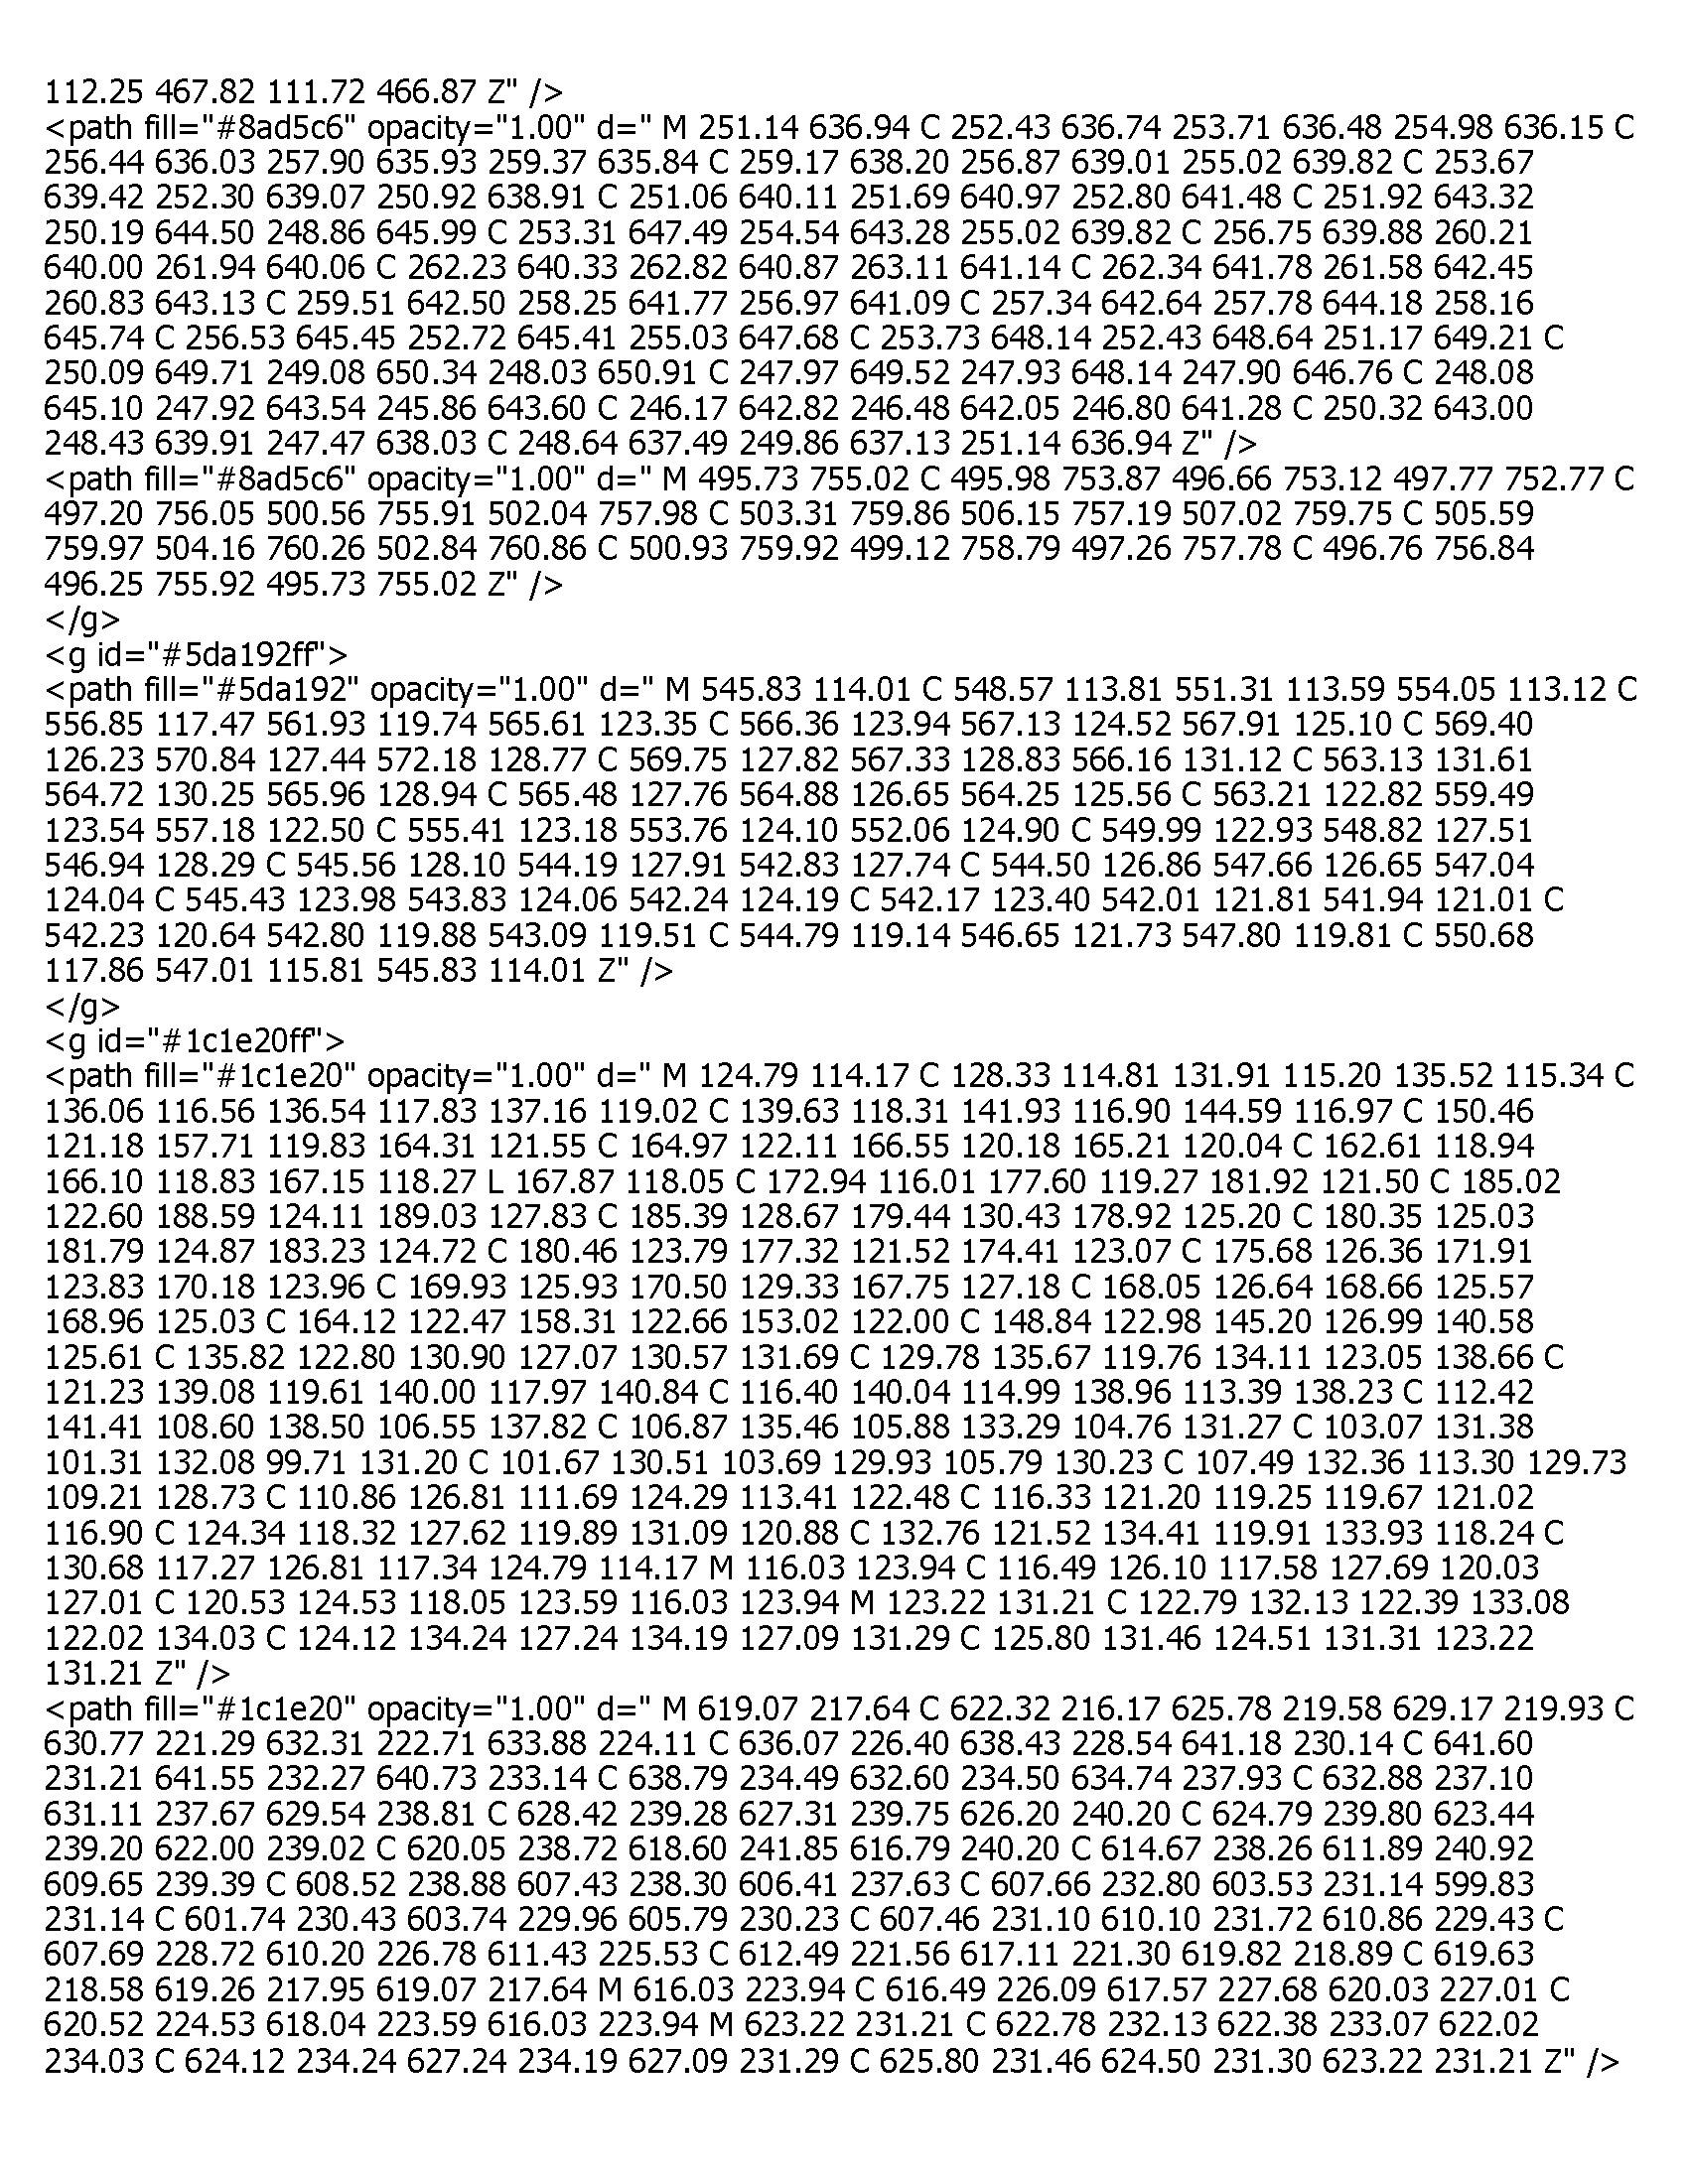 112.25 467.82 111.72 466.87 Z" />
<path fill="#8ad5c6" opacity="1.00" d=" M 251.14 636.94 C 252.43 636.74 253.71 636.48 254.98 636.15 C
256.44 636.03 257.90 635.93 259.37 635.84 C 259.17 638.20 256.87 639.01 255.02 639.82 C 253.67
639.42 252.30 639.07 250.92 638.91 C 251.06 640.11 251.69 640.97 252.80 641.48 C 251.92 643.32
250.19 644.50 248.86 645.99 C 253.31 647.49 254.54 643.28 255.02 639.82 C 256.75 639.88 260.21
640.00 261.94 640.06 C 262.23 640.33 262.82 640.87 263.11 641.14 C 262.34 641.78 261.58 642.45
260.83 643.13 C 259.51 642.50 258.25 641.77 256.97 641.09 C 257.34 642.64 257.78 644.18 258.16
645.74 C 256.53 645.45 252.72 645.41 255.03 647.68 C 253.73 648.14 252.43 648.64 251.17 649.21 C
250.09 649.71 249.08 650.34 248.03 650.91 C 247.97 649.52 247.93 648.14 247.90 646.76 C 248.08
645.10 247.92 643.54 245.86 643.60 C 246.17 642.82 246.48 642.05 246.80 641.28 C 250.32 643.00
248.43 639.91 247.47 638.03 C 248.64 637.49 249.86 637.13 251.14 636.94 Z" />
<path fill="#8ad5c6" opacity="1.00" d=" M 495.73 755.02 C 495.98 753.87 496.66 753.12 497.77 752.77 C
497.20 756.05 500.56 755.91 502.04 757.98 C 503.31 759.86 506.15 757.19 507.02 759.75 C 505.59
759.97 504.16 760.26 502.84 760.86 C 500.93 759.92 499.12 758.79 497.26 757.78 C 496.76 756.84
496.25 755.92 495.73 755.02 Z" />
</g>
<g id="#5da192ff">
<path fill="#5da192" opacity="1.00" d=" M 545.83 114.01 C 548.57 113.81 551.31 113.59 554.05 113.12 C
556.85 117.47 561.93 119.74 565.61 123.35 C 566.36 123.94 567.13 124.52 567.91 125.10 C 569.40
126.23 570.84 127.44 572.18 128.77 C 569.75 127.82 567.33 128.83 566.16 131.12 C 563.13 131.61
564.72 130.25 565.96 128.94 C 565.48 127.76 564.88 126.65 564.25 125.56 C 563.21 122.82 559.49
123.54 557.18 122.50 C 555.41 123.18 553.76 124.10 552.06 124.90 C 549.99 122.93 548.82 127.51
546.94 128.29 C 545.56 128.10 544.19 127.91 542.83 127.74 C 544.50 126.86 547.66 126.65 547.04
124.04 C 545.43 123.98 543.83 124.06 542.24 124.19 C 542.17 123.40 542.01 121.81 541.94 121.01 C
542.23 120.64 542.80 119.88 543.09 119.51 C 544.79 119.14 546.65 121.73 547.80 119.81 C 550.68
117.86 547.01 115.81 545.83 114.01 Z" />
</g>
<g id="#1c1e20ff">
<path fill="#1c1e20" opacity="1.00" d=" M 124.79 114.17 C 128.33 114.81 131.91 115.20 135.52 115.34 C
136.06 116.56 136.54 117.83 137.16 119.02 C 139.63 118.31 141.93 116.90 144.59 116.97 C 150.46
121.18 157.71 119.83 164.31 121.55 C 164.97 122.11 166.55 120.18 165.21 120.04 C 162.61 118.94
166.10 118.83 167.15 118.27 L 167.87 118.05 C 172.94 116.01 177.60 119.27 181.92 121.50 C 185.02
122.60 188.59 124.11 189.03 127.83 C 185.39 128.67 179.44 130.43 178.92 125.20 C 180.35 125.03
181.79 124.87 183.23 124.72 C 180.46 123.79 177.32 121.52 174.41 123.07 C 175.68 126.36 171.91
123.83 170.18 123.96 C 169.93 125.93 170.50 129.33 167.75 127.18 C 168.05 126.64 168.66 125.57
168.96 125.03 C 164.12 122.47 158.31 122.66 153.02 122.00 C 148.84 122.98 145.20 126.99 140.58
125.61 C 135.82 122.80 130.90 127.07 130.57 131.69 C 129.78 135.67 119.76 134.11 123.05 138.66 C
121.23 139.08 119.61 140.00 117.97 140.84 C 116.40 140.04 114.99 138.96 113.39 138.23 C 112.42
141.41 108.60 138.50 106.55 137.82 C 106.87 135.46 105.88 133.29 104.76 131.27 C 103.07 131.38
101.31 132.08 99.71 131.20 C 101.67 130.51 103.69 129.93 105.79 130.23 C 107.49 132.36 113.30 129.73
109.21 128.73 C 110.86 126.81 111.69 124.29 113.41 122.48 C 116.33 121.20 119.25 119.67 121.02
116.90 C 124.34 118.32 127.62 119.89 131.09 120.88 C 132.76 121.52 134.41 119.91 133.93 118.24 C
130.68 117.27 126.81 117.34 124.79 114.17 M 116.03 123.94 C 116.49 126.10 117.58 127.69 120.03
127.01 C 120.53 124.53 118.05 123.59 116.03 123.94 M 123.22 131.21 C 122.79 132.13 122.39 133.08
122.02 134.03 C 124.12 134.24 127.24 134.19 127.09 131.29 C 125.80 131.46 124.51 131.31 123.22
131.21 Z" />
<path fill="#1c1e20" opacity="1.00" d=" M 619.07 217.64 C 622.32 216.17 625.78 219.58 629.17 219.93 C
630.77 221.29 632.31 222.71 633.88 224.11 C 636.07 226.40 638.43 228.54 641.18 230.14 C 641.60
231.21 641.55 232.27 640.73 233.14 C 638.79 234.49 632.60 234.50 634.74 237.93 C 632.88 237.10
631.11 237.67 629.54 238.81 C 628.42 239.28 627.31 239.75 626.20 240.20 C 624.79 239.80 623.44
239.20 622.00 239.02 C 620.05 238.72 618.60 241.85 616.79 240.20 C 614.67 238.26 611.89 240.92
609.65 239.39 C 608.52 238.88 607.43 238.30 606.41 237.63 C 607.66 232.80 603.53 231.14 599.83
231.14 C 601.74 230.43 603.74 229.96 605.79 230.23 C 607.46 231.10 610.10 231.72 610.86 229.43 C
607.69 228.72 610.20 226.78 611.43 225.53 C 612.49 221.56 617.11 221.30 619.82 218.89 C 619.63
218.58 619.26 217.95 619.07 217.64 M 616.03 223.94 C 616.49 226.09 617.57 227.68 620.03 227.01 C
620.52 224.53 618.04 223.59 616.03 223.94 M 623.22 231.21 C 622.78 232.13 622.38 233.07 622.02
234.03 C 624.12 234.24 627.24 234.19 627.09 231.29 C 625.80 231.46 624.50 231.30 623.22 231.21 Z" />